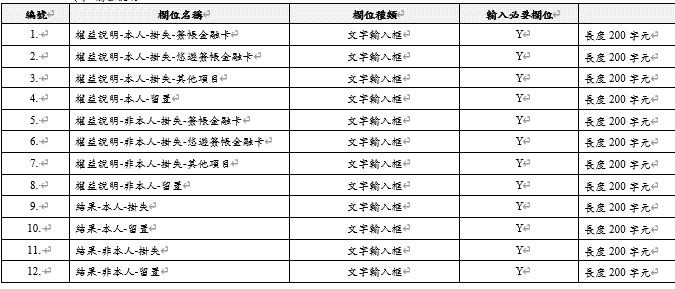 編號 欄位名稱 欄位種類 輸入必要欄位
1. 權益說明-本人-掛失-簽帳金融卡 文字輸入框 Y 長度 200 字元
2. 權益說明-本人-掛失-悠遊簽帳金融卡 文字輸入框 Y 長度 200 字元
3. 權益說明-本人-掛失-其他項目 文字輸入框 Y 長度 200 字元
4. 權益說明-本人-留置 文字輸入框 Y 長度 200 字元
5. 權益說明-非本人-掛失-簽帳金融卡 文字輸入框 Y 長度 200 字元
6. 權益說明-非本人-掛失-悠遊簽帳金融卡 文字輸入框 Y 長度 200 字元
7. 權益說明-非本人-掛失-其他項目 文字輸入框 Y 長度 200 字元
8. 權益說明-非本人-留置 文字輸入框 Y 長度 200 字元
9. 結果-本人-掛失 文字輸入框 Y 長度 200 字元
10. 結果-本人-留置 文字輸入框 Y 長度 200 字元
11. 結果-非本人-掛失 文字輸入框 Y 長度 200 字元
12. 結果-非本人-留置 文字輸入框 Y 長度 200 字元